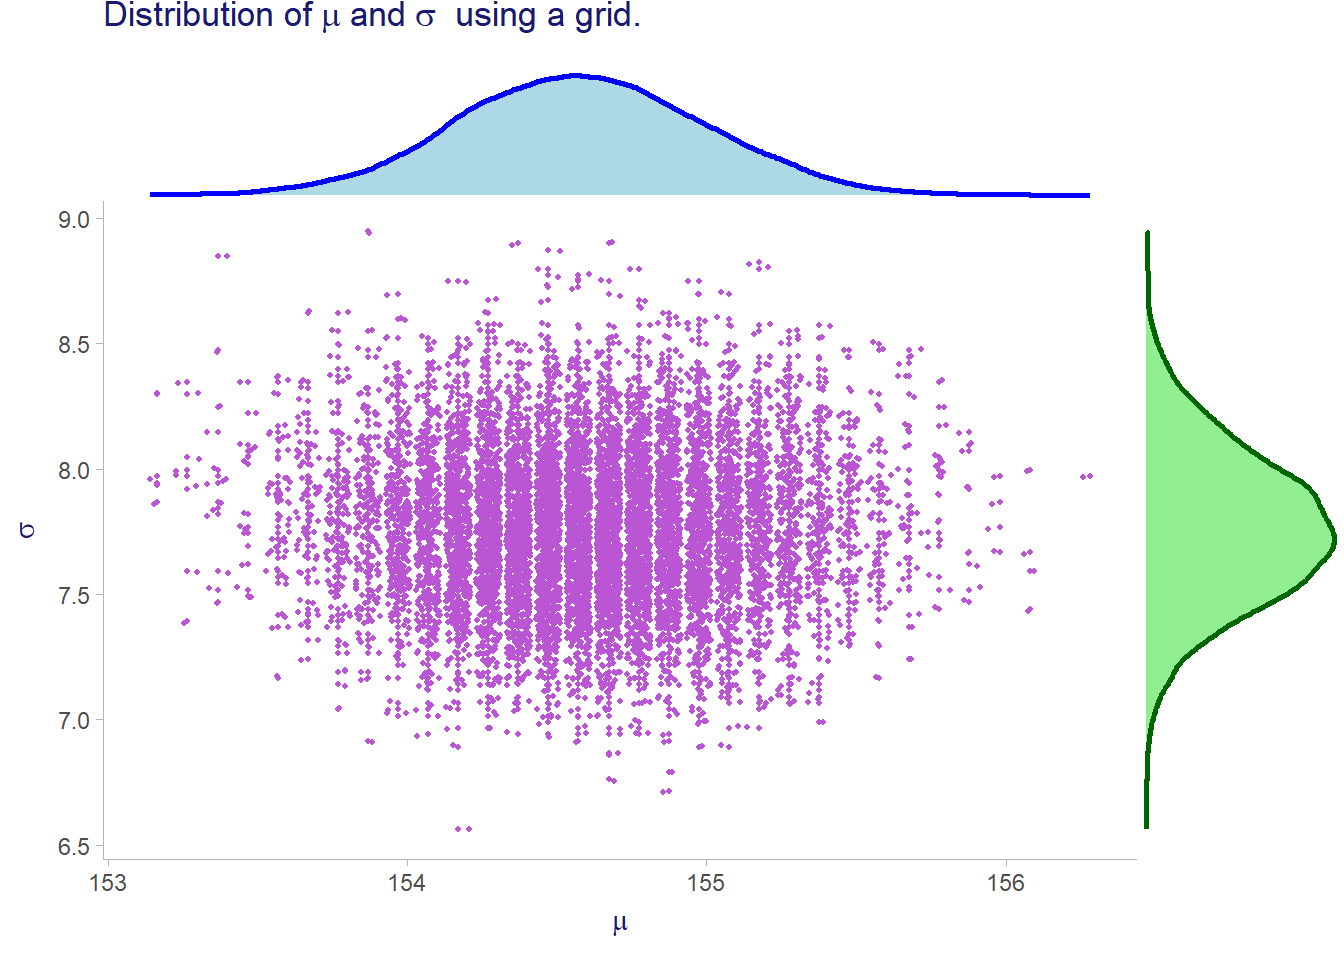 Distribution of μ and σ using a grid.
9.0
8.5
8.0
7.5
7.0
6.5
σ
153 154 155 156
μ